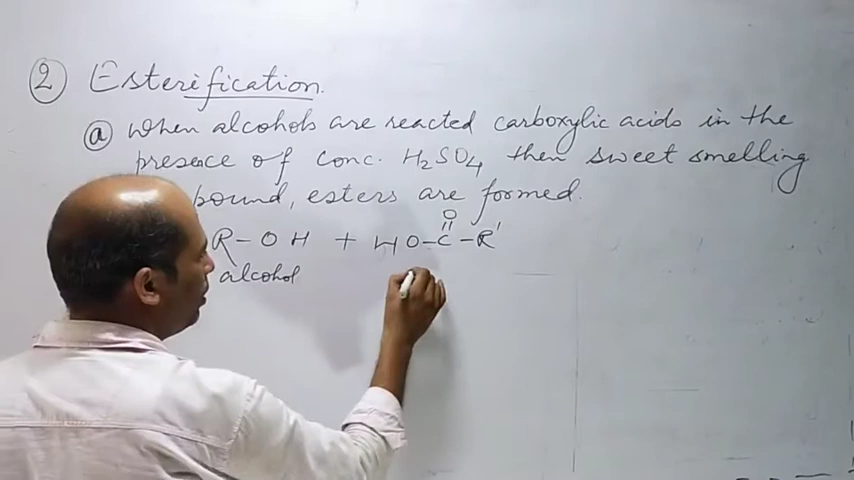 ② Esterification.
ⓐ When alcohols are reacted carboxylic acids in the
presence of conc. H₂SO₄ then sweet smelling
pound, esters are formed.
O
R-OH + HO-C-R'
alcohol